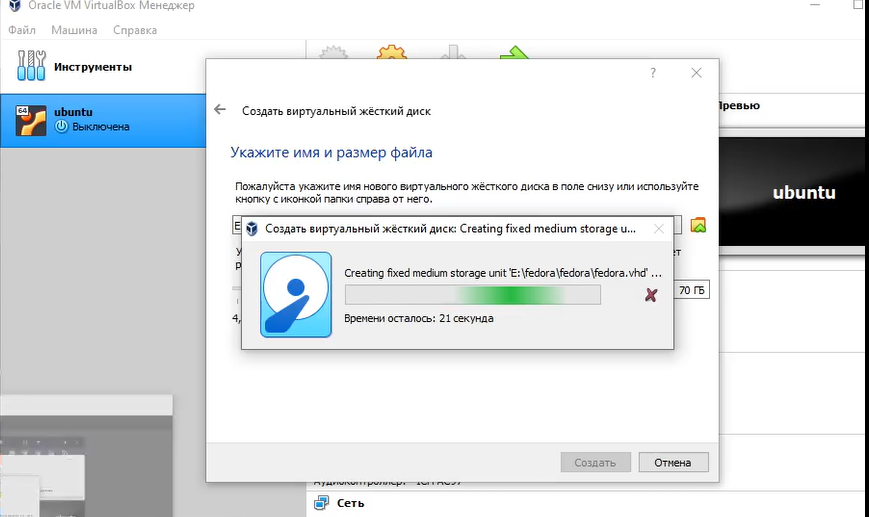 Oracle VM VirtualBox Менеджер
Файл Машина Справка
Инструменты
64
ubuntu
Выключена
?
Создать виртуальный жёсткий диск
Превью
ubuntu
Укажите имя и размер файла
Пожалуйста укажите имя нового виртуального жёсткого диска в поле снизу или используйте
кнопку с иконкой папки справа от него.
Создать виртуальный жёсткий диск: Creating fixed medium storage u...
Creating fixed medium storage unit 'E:\fedora\fedora\fedora.vhd' ...
70 ГБ
Времени осталось: 21 секунда
Создать
Отмена
Сеть